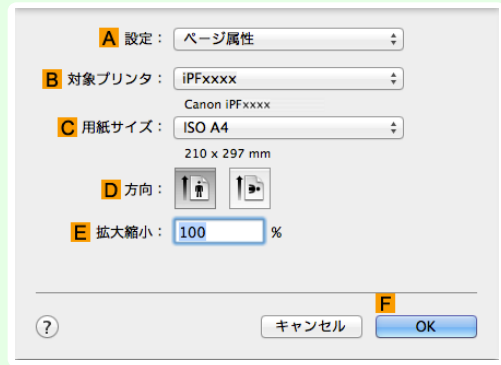 A 設定： ページ属性
B 対象プリンタ： iPFxxxx
Canon iPFxxxx
C 用紙サイズ： ISO A4
210 x 297 mm
D 方向：
E 拡大縮小： 100 %
F
? キャンセル OK